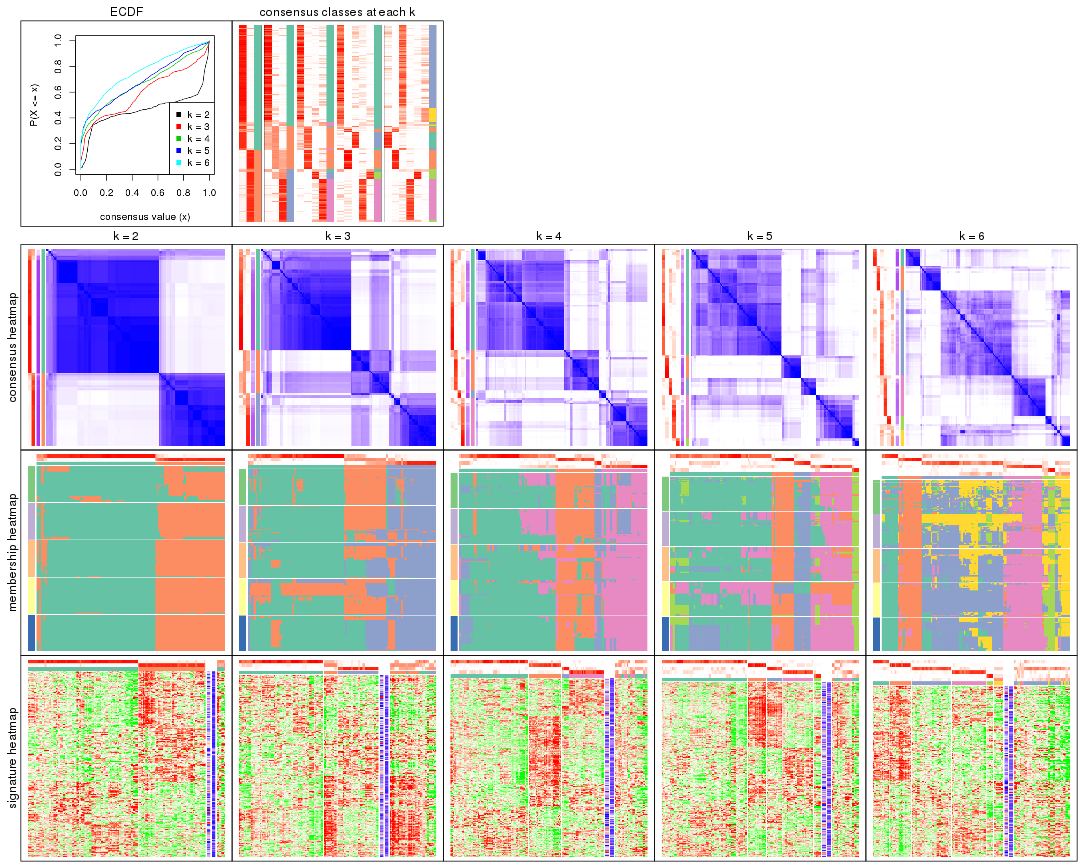 ECDF
consensus classes at each k
P(X <= x)
0.0 0.2 0.4 0.6 0.8 1.0
k = 2
k = 3
k = 4
k = 5
k = 6
0.0 0.2 0.4 0.6 0.8 1.0
consensus value (x)
k = 2
k = 3
k = 4
k = 5
k = 6
consensus heatmap
membership heatmap
signature heatmap